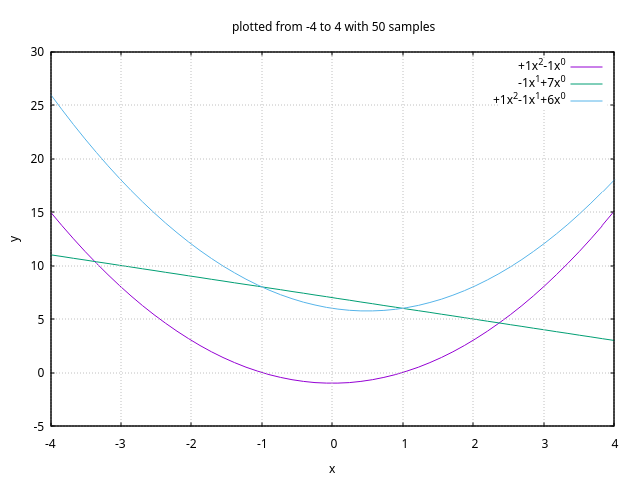 plotted from -4 to 4 with 50 samples
+1x²-1x⁰
-1x¹+7x⁰
+1x²-1x¹+6x⁰
30
25
20
15
10
5
0
-5
y
-4 -3 -2 -1 0 1 2 3 4
x